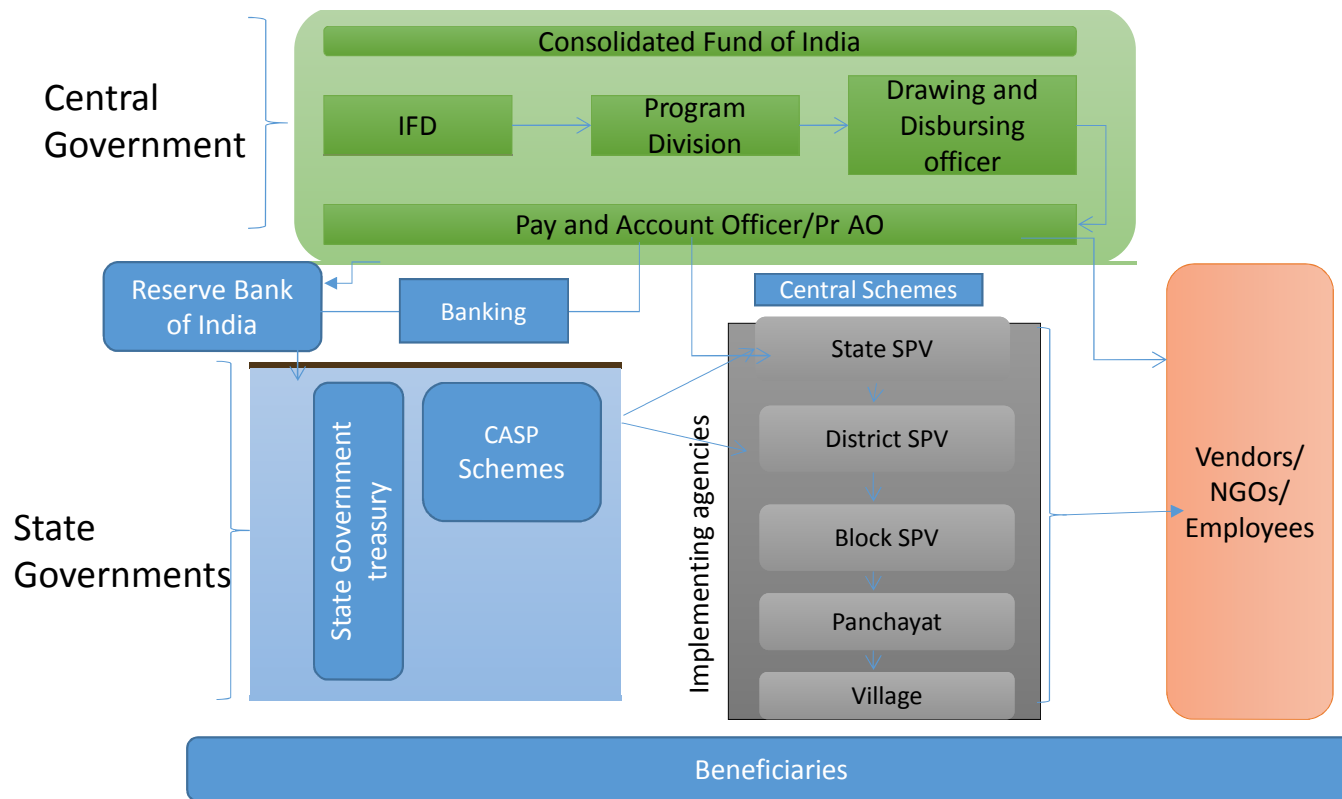 Consolidated Fund of India
Central
Government
IFD
Program
Division
Drawing and
Disbursing
officer
Pay and Account Officer/Pr AO
Reserve Bank
of India
Banking
Central Schemes
State Governments
State Government
treasury
CASP
Schemes
Implementing agencies
State SPV
District SPV
Block SPV
Panchayat
Village
Vendors/
NGOs/
Employees
Beneficiaries